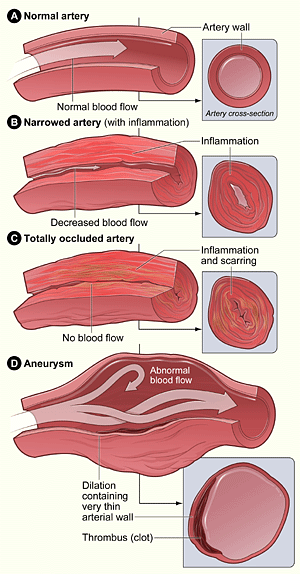 A Normal artery
Artery wall
Normal blood flow
Artery cross-section
B Narrowed artery (with inflammation)
Inflammation
Decreased blood flow
C Totally occluded artery
Inflammation
and scarring
No blood flow
D Aneurysm
Abnormal
blood flow
Dilation
containing
very thin
arterial wall
Thrombus (clot)